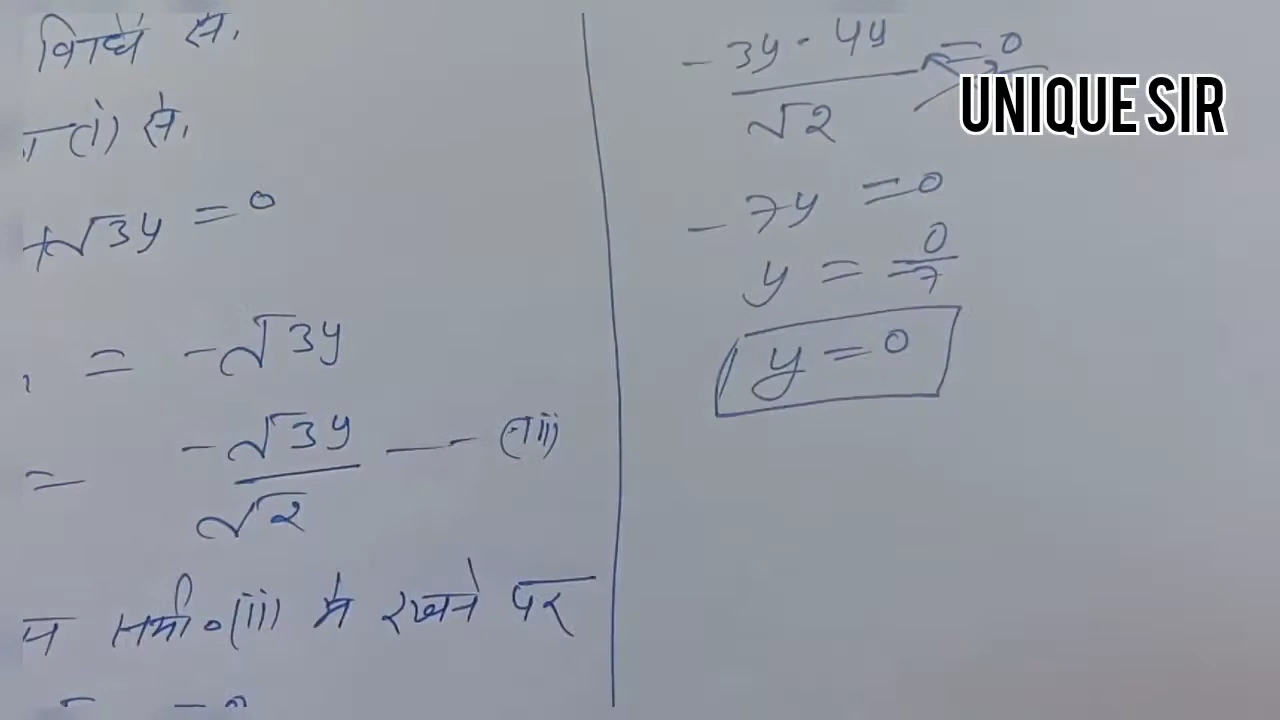 विधि से,
(i) से,
+√3y = 0
= -√3y
= -√3y/√2 — (iii)
समी०(ii) में रखने पर
-3y - 4y/√2 = 0
UNIQUE SIR
-7y = 0
y = 0/-7
y = 0